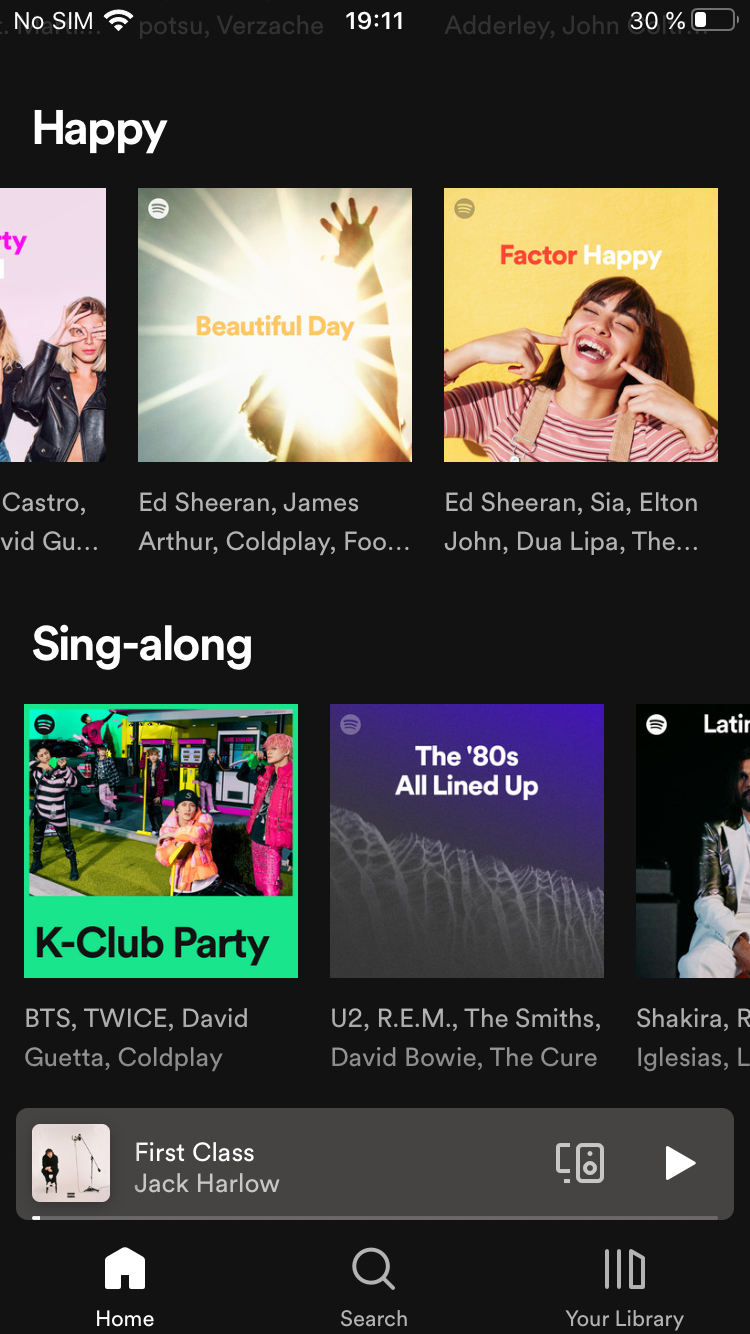 No SIM 19:11 30 %
potsu, Verzache Adderley, John Coltr...
Happy
rty
Beautiful Day
Factor Happy
Castro, Ed Sheeran, James Ed Sheeran, Sia, Elton
vid Gu... Arthur, Coldplay, Foo... John, Dua Lipa, The...
Sing-along
K-Club Party
The '80s
All Lined Up
Latin
BTS, TWICE, David U2, R.E.M., The Smiths, Shakira, R
Guetta, Coldplay David Bowie, The Cure Iglesias, L
First Class
Jack Harlow
Home Search Your Library